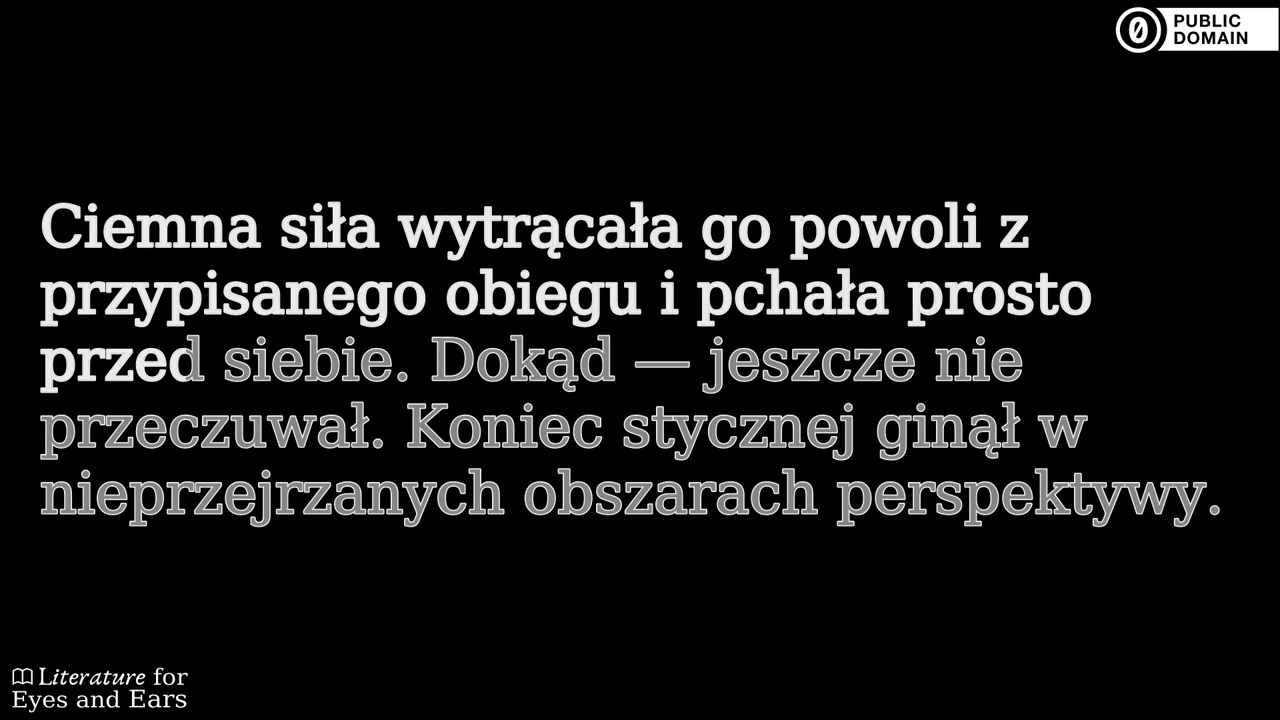 PUBLIC
DOMAIN
Ciemna siła wytrącała go powoli z
przypisanego obiegu i pchała prosto
przed siebie. Dokąd — jeszcze nie
przeczuwał. Koniec stycznej ginął w
nieprzejrzanych obszarach perspektywy.
Literature for
Eyes and Ears